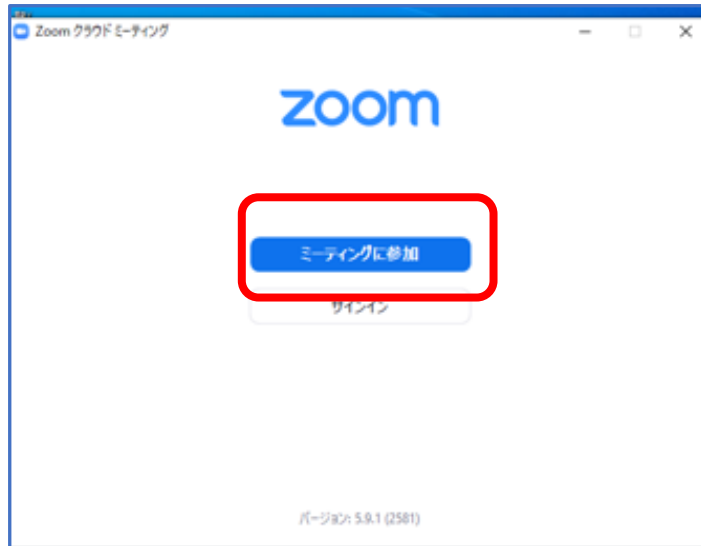 Zoom クラウド ミーティング
zoom
ミーティングに参加
サインイン
バージョン: 5.9.1 (2581)